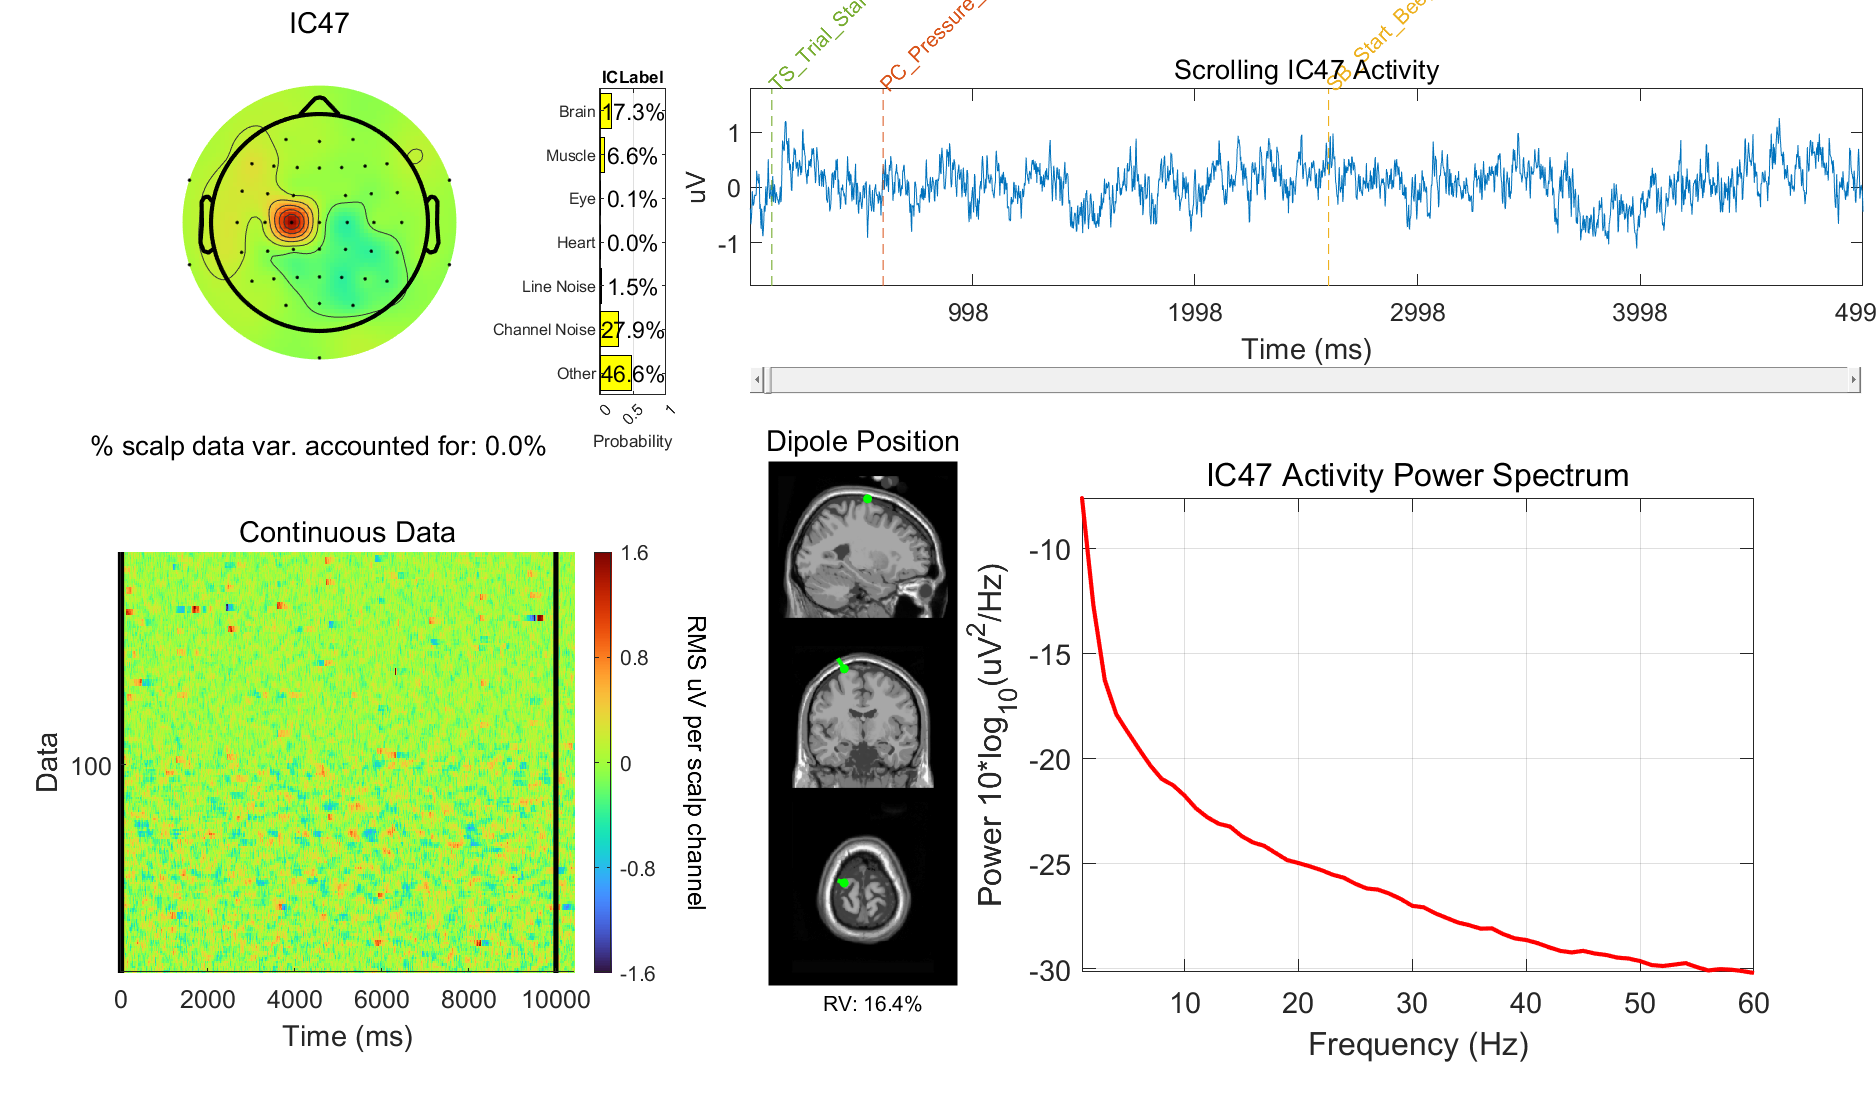 IC47
ICLabel
Brain
17.3%
Muscle
6.6%
Eye
0.1%
Heart
0.0%
Line Noise
1.5%
Channel Noise
27.9%
Other
46.6%
0 0.5 1
Probability
% scalp data var. accounted for: 0.0%
TS_Trial_Star
PC_Pressure_
SB_Start_Bee
Scrolling IC47 Activity
1
0
-1
uV
998 1998 2998 3998 499
Time (ms)
Continuous Data
100
Data
0 2000 4000 6000 8000 10000
Time (ms)
1.6
0.8
0
-0.8
-1.6
RMS uV per scalp channel
Dipole Position
RV: 16.4%
IC47 Activity Power Spectrum
-10
-15
-20
-25
-30
Power 10*log10(uV2/Hz)
10 20 30 40 50 60
Frequency (Hz)